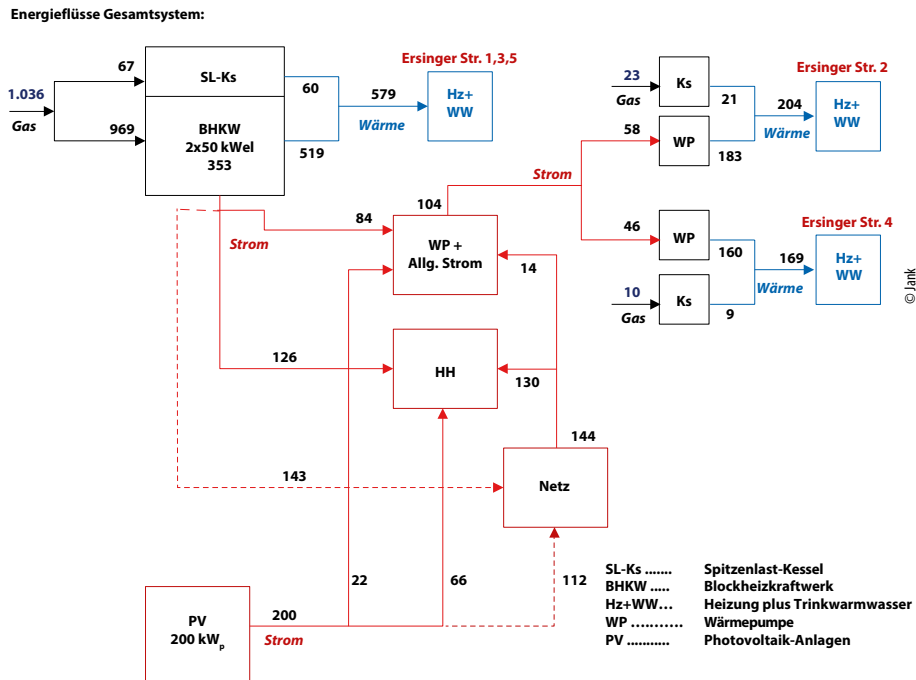 Energieflüsse Gesamtsystem:
1.036
Gas
67
969
SL-Ks
BHKW
2x50 kWel
353
60
519
579
Wärme
Ersinger Str. 1,3,5
Hz+
WW
23
Gas
Ks
21
58
WP
183
204
Wärme
Ersinger Str. 2
Hz+
WW
Strom
104
84
Strom
WP +
Allg. Strom
14
46
WP
160
10
Gas
Ks
9
169
Wärme
Ersinger Str. 4
Hz+
WW
© Jank
126
HH
130
144
143
Netz
22
66
112
PV
200 kWp
200
Strom
SL-Ks ....... Spitzenlast-Kessel
BHKW ..... Blockheizkraftwerk
Hz+WW... Heizung plus Trinkwarmwasser
WP .......... Wärmepumpe
PV ........... Photovoltaik-Anlagen